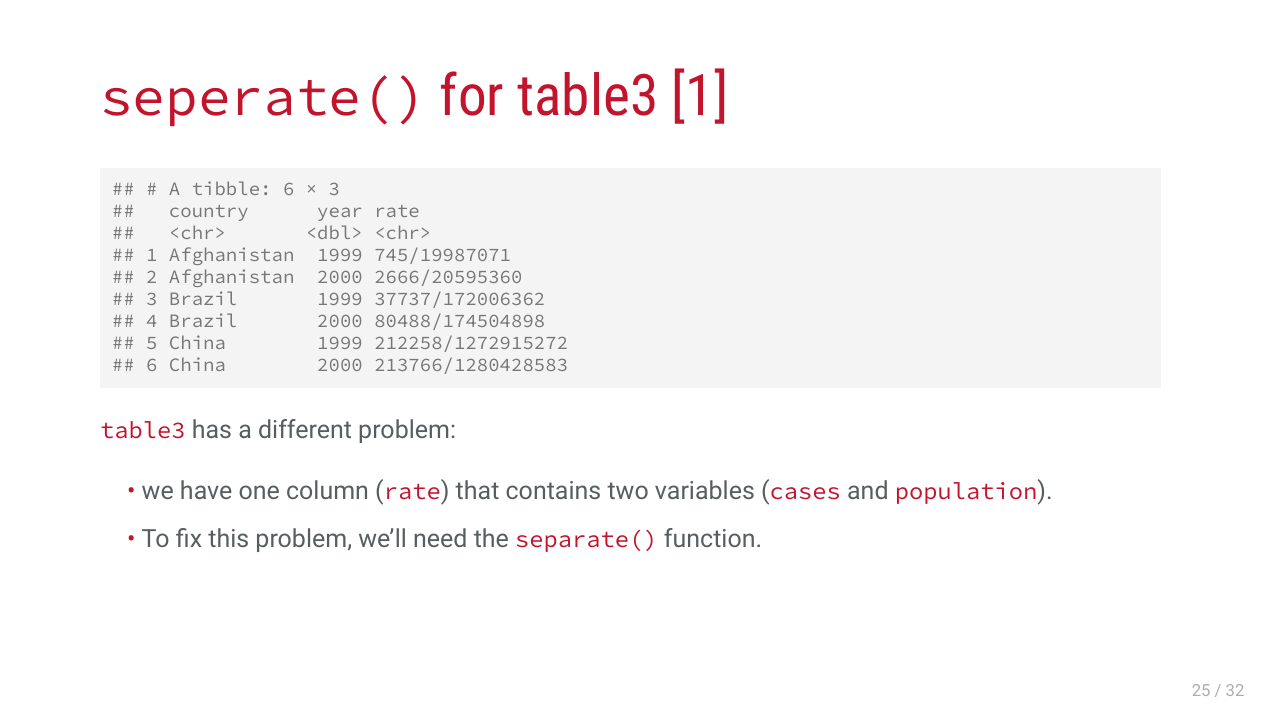 seperate() for table3 [1]
## # A tibble: 6 × 3
##   country      year rate
##   <chr>       <dbl> <chr>
## 1 Afghanistan  1999 745/19987071
## 2 Afghanistan  2000 2666/20595360
## 3 Brazil       1999 37737/172006362
## 4 Brazil       2000 80488/174504898
## 5 China        1999 212258/1272915272
## 6 China        2000 213766/1280428583
table3 has a different problem:
• we have one column (rate) that contains two variables (cases and population).
• To fix this problem, we’ll need the separate() function.
25 / 32